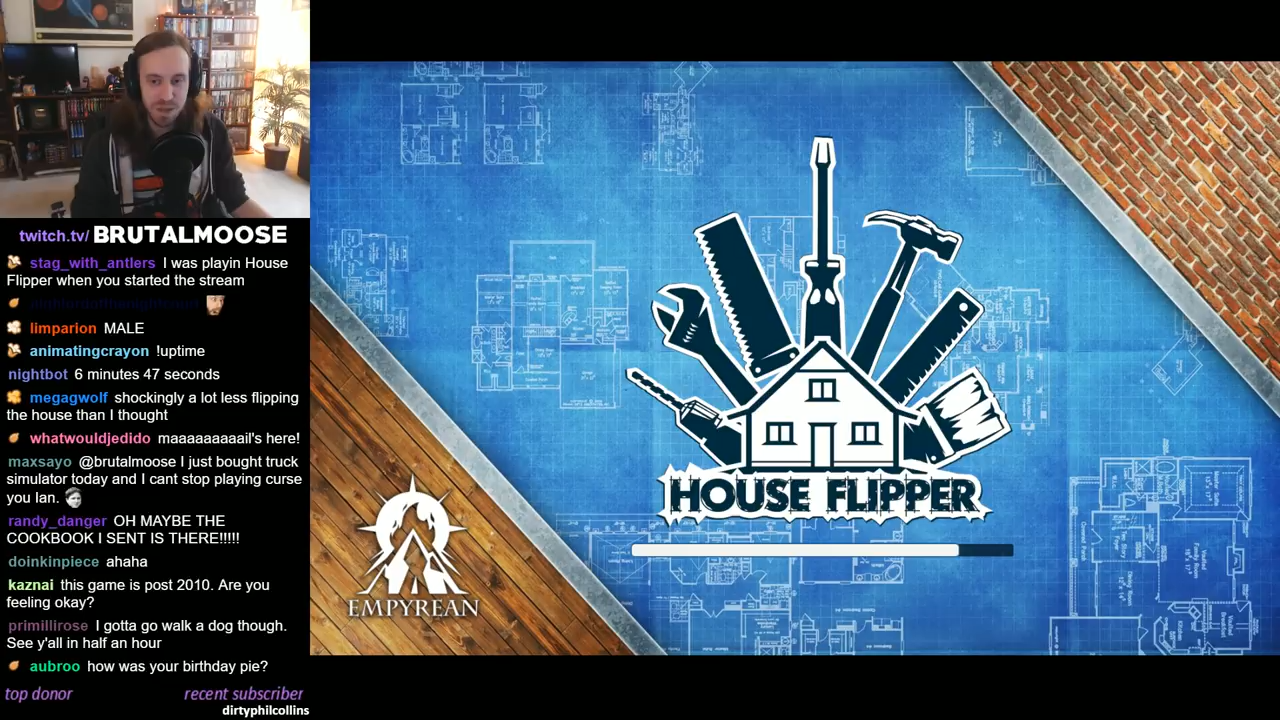 twitch.tv/ BRUTALMOOSE
stag_with_antlers I was playin House
Flipper when you started the stream
limparion MALE
animatingcrayon !uptime
nightbot 6 minutes 47 seconds
megagwolf shockingly a lot less flipping
the house than I thought
whatwouldjedido maaaaaaaaail's here!
maxsayo @brutalmoose I just bought truck
simulator today and I cant stop playing curse
you Ian.
randy_danger OH MAYBE THE
COOKBOOK I SENT IS THERE!!!!!
doinkinpiece ahaha
kaznai this game is post 2010. Are you
feeling okay?
primillirose I gotta go walk a dog though.
See y'all in half an hour
aubroo how was your birthday pie?
top donor recent subscriber
dirtyphilcollins
HOUSE FLIPPER
EMPYREAN